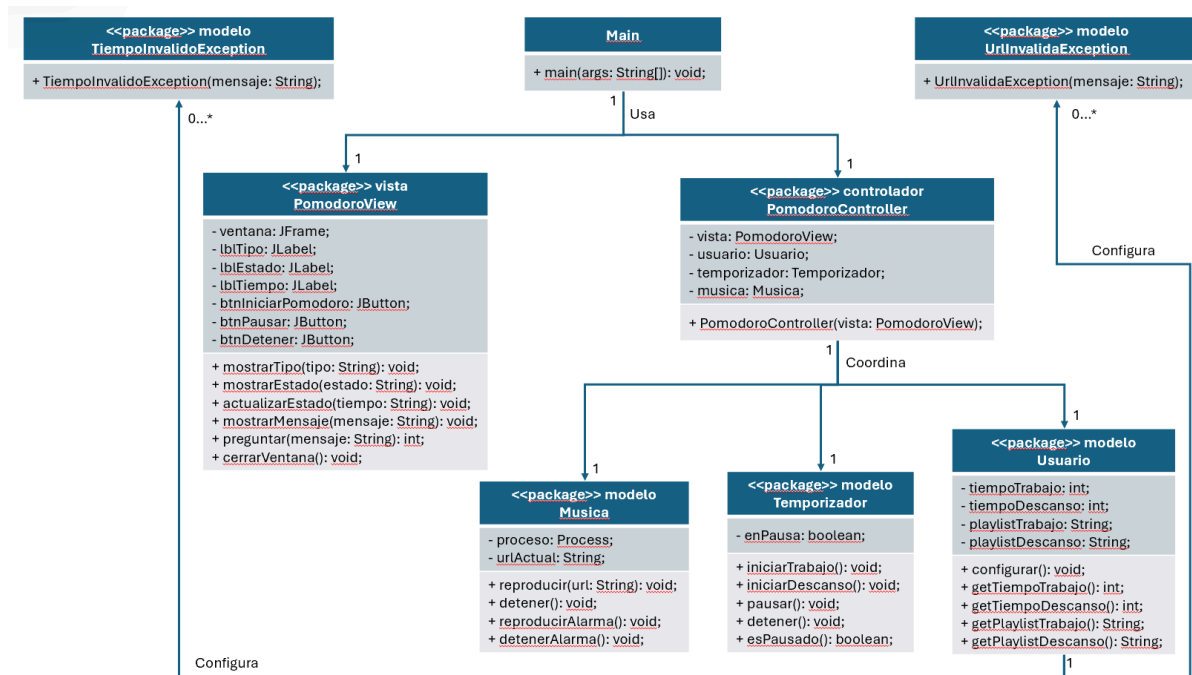 <<package>> modelo
TiempoInvalidoException
+ TiempoInvalidoException(mensaje: String);
0...*
Main
+ main(args: String[]): void;
1
Usa
<<package>> modelo
UrlInvalidaException
+ UrlInvalidaException(mensaje: String);
0...*
Configura
1
<<package>> vista
PomodoroView
- ventana: JFrame;
- lblTipo: JLabel;
- lblEstado: JLabel;
- lblTiempo: JLabel;
- btnIniciarPomodoro: JButton;
- btnPausar: JButton;
- btnDetener: JButton;
+ mostrarTipo(tipo: String): void;
+ mostrarEstado(estado: String): void;
+ actualizarEstado(tiempo: String): void;
+ mostrarMensaje(mensaje: String): void;
+ preguntar(mensaje: String): int;
+ cerrarVentana(): void;
1
<<package>> controlador
PomodoroController
- vista: PomodoroView;
- usuario: Usuario;
- temporizador: Temporizador;
- musica: Musica;
+ PomodoroController(vista: PomodoroView);
1
Coordina
1
<<package>> modelo
Musica
- proceso: Process;
- urlActual: String;
+ reproducir(url: String): void;
+ detener(): void;
+ reproducirAlarma(): void;
+ detenerAlarma(): void;
1
<<package>> modelo
Temporizador
- enPausa: boolean;
+ iniciarTrabajo(): void;
+ iniciarDescanso(): void;
+ pausar(): void;
+ detener(): void;
+ esPausado(): boolean;
1
<<package>> modelo
Usuario
- tiempoTrabajo: int;
- tiempoDescanso: int;
- playlistTrabajo: String;
- playlistDescanso: String;
+ configurar(): void;
+ getTiempoTrabajo(): int;
+ getTiempoDescanso(): int;
+ getPlaylistTrabajo(): String;
+ getPlaylistDescanso(): String;
1
Configura